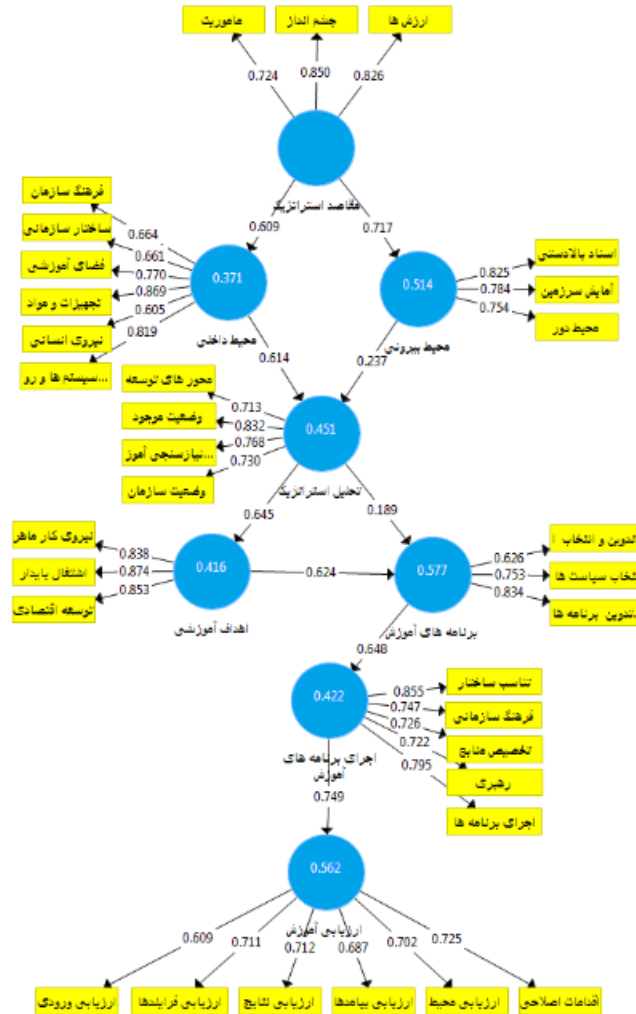 ماموریت
چشم انداز
ارزش ها
0.724
0.850
0.826
مقاصد استراتژیک
0.609
0.717
فرهنگ سازمان
ساختار سازمانی
فضای آموزشی
تجهیزات و مواد
نیروی انسانی
...سیستم ها و رو
0.664
0.661
0.770
0.869
0.605
0.819
0.371
محیط داخلی
0.514
محیط بیرونی
0.825
0.784
0.754
اسناد بالادستی
آمایش سرزمین
محیط دور
0.614
0.237
محور های توسعه
وضعیت موجود
...نیازسنجی آموز
وضعیت سازمان
0.713
0.832
0.768
0.730
0.451
تحلیل استراتژیک
0.645
0.189
نیروی کار ماهر
اشتغال پایدار
توسعه اقتصادی
0.838
0.874
0.853
0.416
اهداف آموزشی
0.624
0.577
برنامه های آموزش
0.626
0.753
0.834
تدوین و انتخاب ا
تخاب سیاست ها
تدوین برنامه ها
0.648
0.422
اجرای برنامه های
آموزش
0.855
0.747
0.726
0.722
0.795
تناسب ساختار
فرهنگ سازمانی
تخصیص منابع
رهبری
اجرای برنامه ها
0.749
0.562
ارزیابی آموزش
0.609
0.711
0.712
0.687
0.702
0.725
ارزیابی ورودی
ارزیابی فرایندها
ارزیابی نتایج
ارزیابی پیامدها
ارزیابی محیط
اقدامات اصلاحی